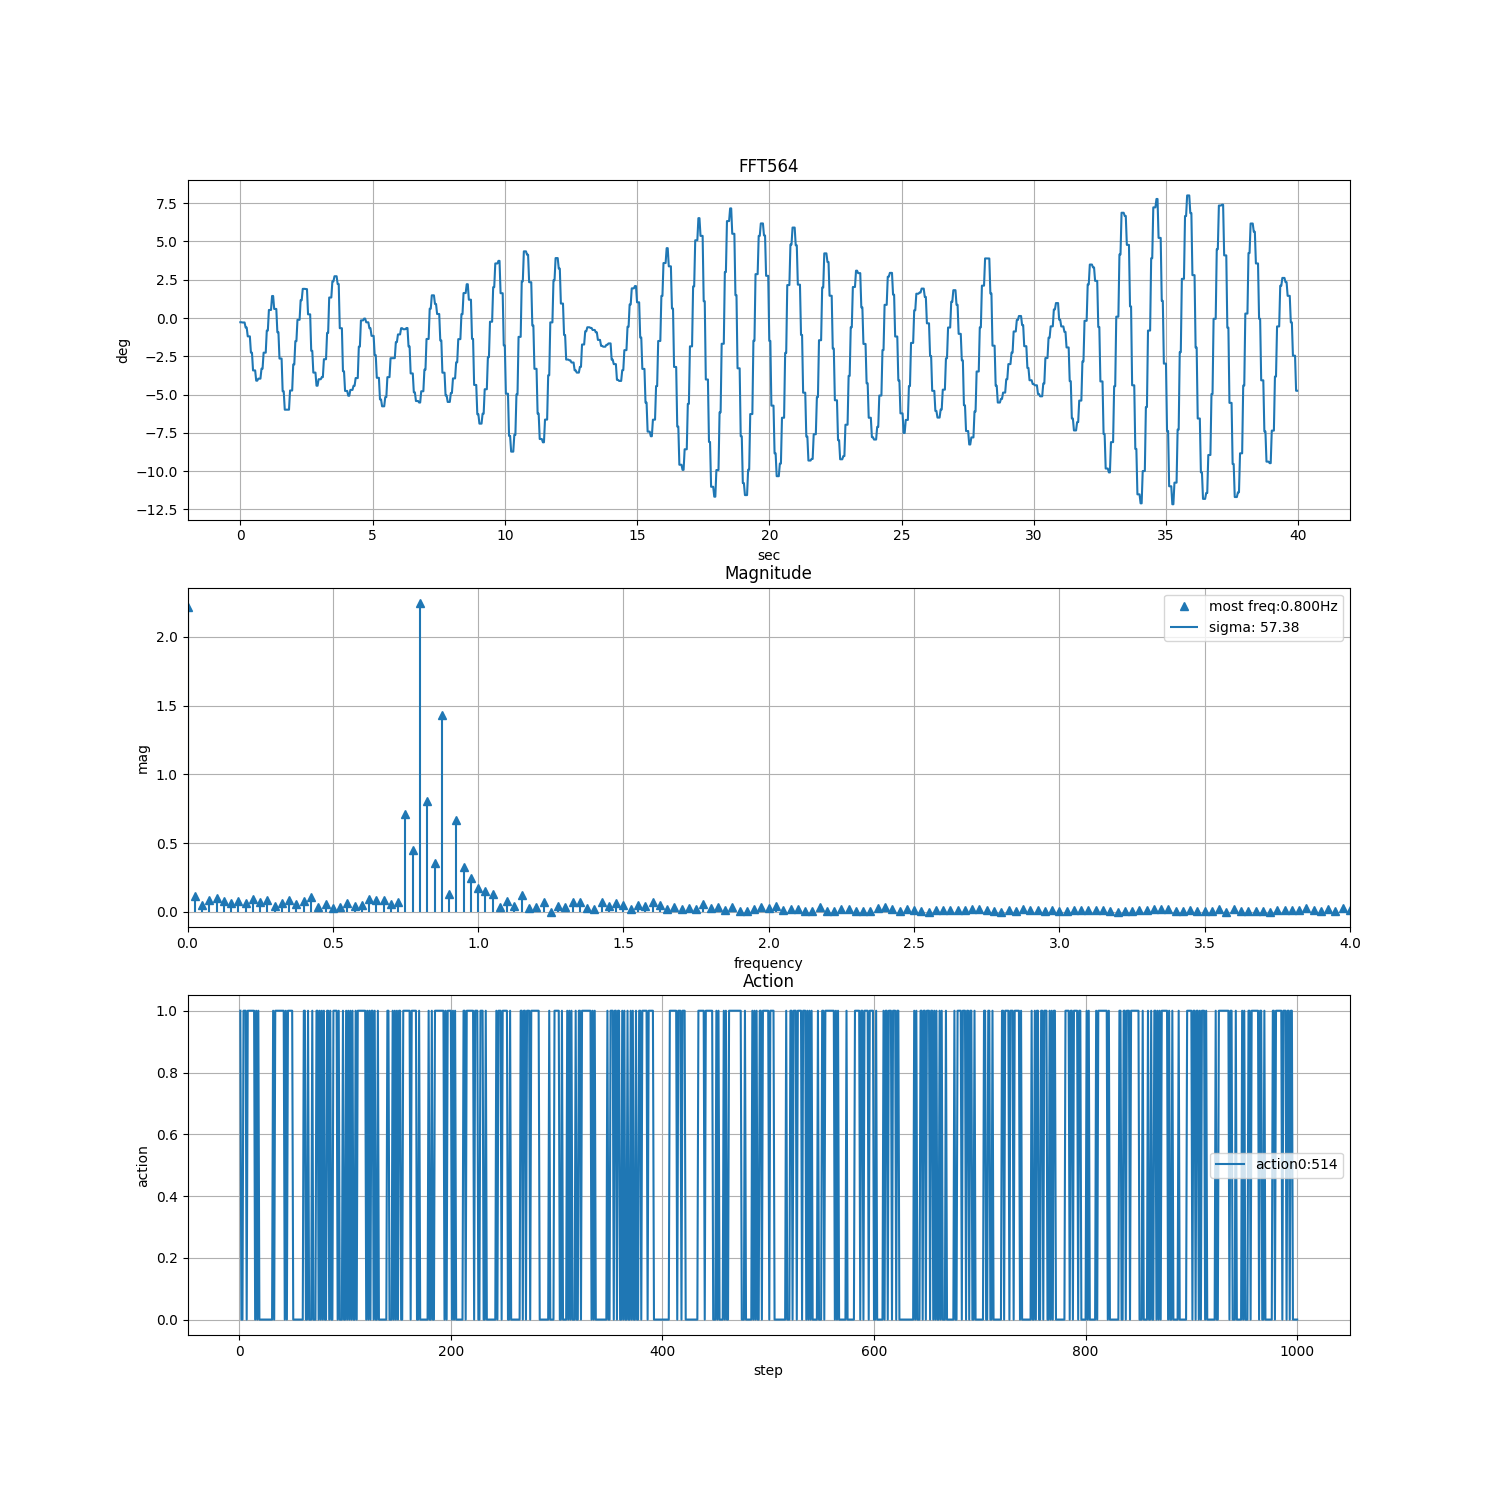 FFT564
7.5
5.0
2.5
0.0
−2.5
−5.0
−7.5
−10.0
−12.5
deg
0 5 10 15 20 25 30 35 40
sec
Magnitude
most freq:0.800Hz
sigma: 57.38
2.0
1.5
1.0
0.5
0.0
mag
0.0 0.5 1.0 1.5 2.0 2.5 3.0 3.5 4.0
frequency
Action
1.0
0.8
0.6
0.4
0.2
0.0
action
action0:514
0 200 400 600 800 1000
step